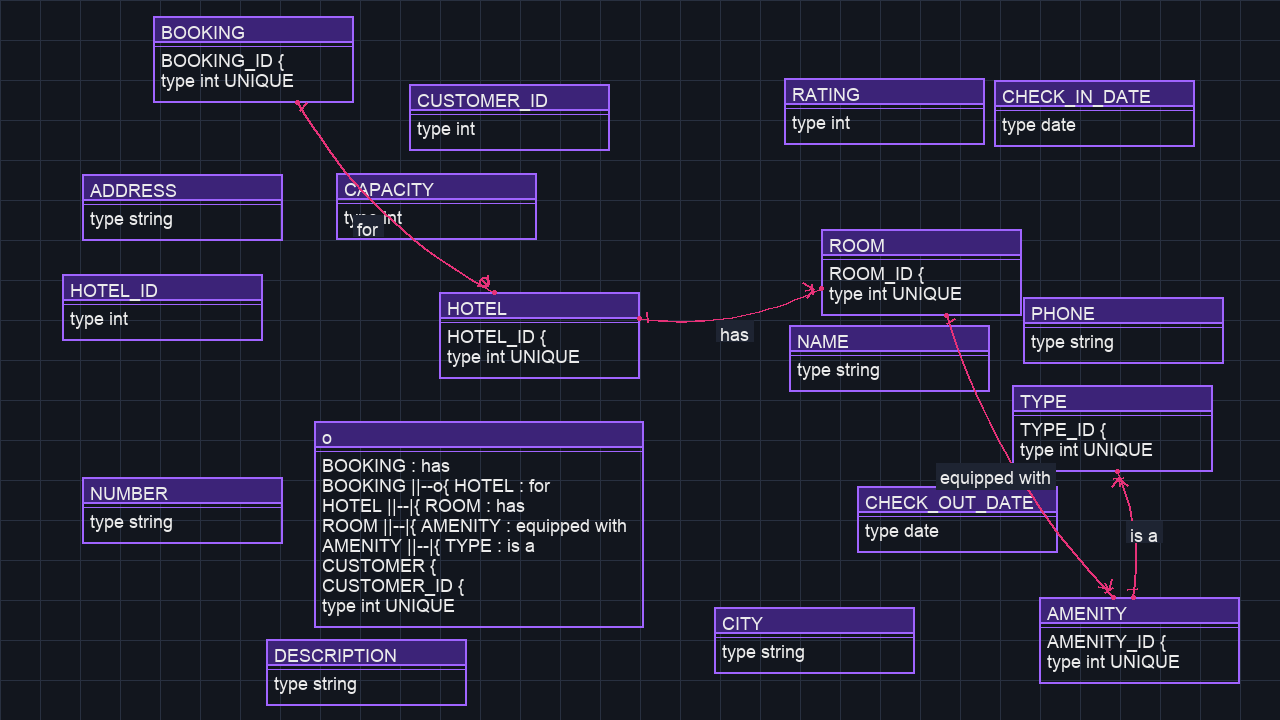 BOOKING
BOOKING_ID {
type int UNIQUE
CUSTOMER_ID
type int
RATING
type int
CHECK_IN_DATE
type date
ADDRESS
type string
CAPACITY
type int
for
ROOM
ROOM_ID {
type int UNIQUE
HOTEL_ID
type int
HOTEL
HOTEL_ID {
type int UNIQUE
has
PHONE
type string
NAME
type string
TYPE
TYPE_ID {
type int UNIQUE
o
BOOKING : has
BOOKING ||--o{ HOTEL : for
HOTEL ||--|{ ROOM : has
ROOM ||--|{ AMENITY : equipped with
AMENITY ||--|{ TYPE : is a
CUSTOMER {
CUSTOMER_ID {
type int UNIQUE
NUMBER
type string
equipped with
CHECK_OUT_DATE
type date
is a
AMENITY
AMENITY_ID {
type int UNIQUE
CITY
type string
DESCRIPTION
type string